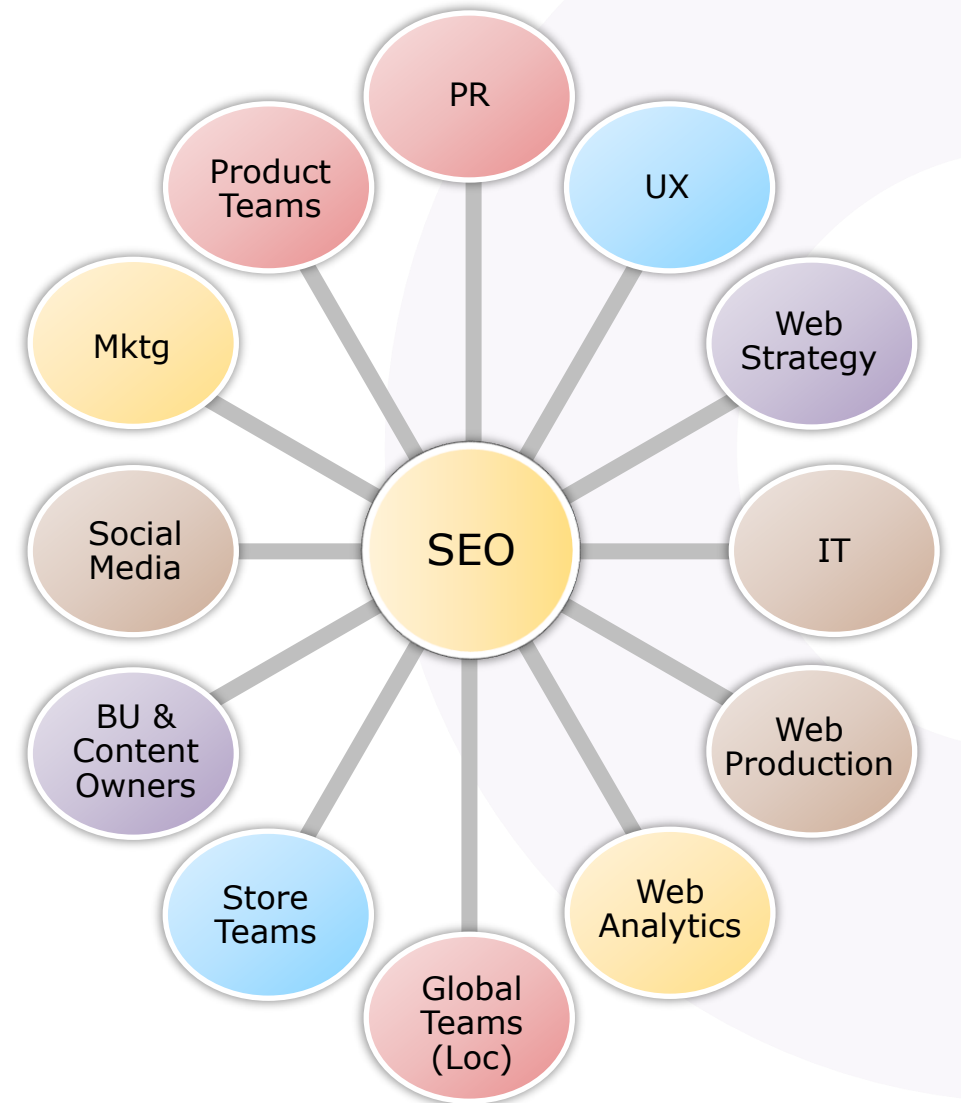 PR
UX
Web
Strategy
IT
Web
Production
Web
Analytics
Global
Teams
(Loc)
Store
Teams
BU &
Content
Owners
Social
Media
Mktg
Product
Teams
SEO